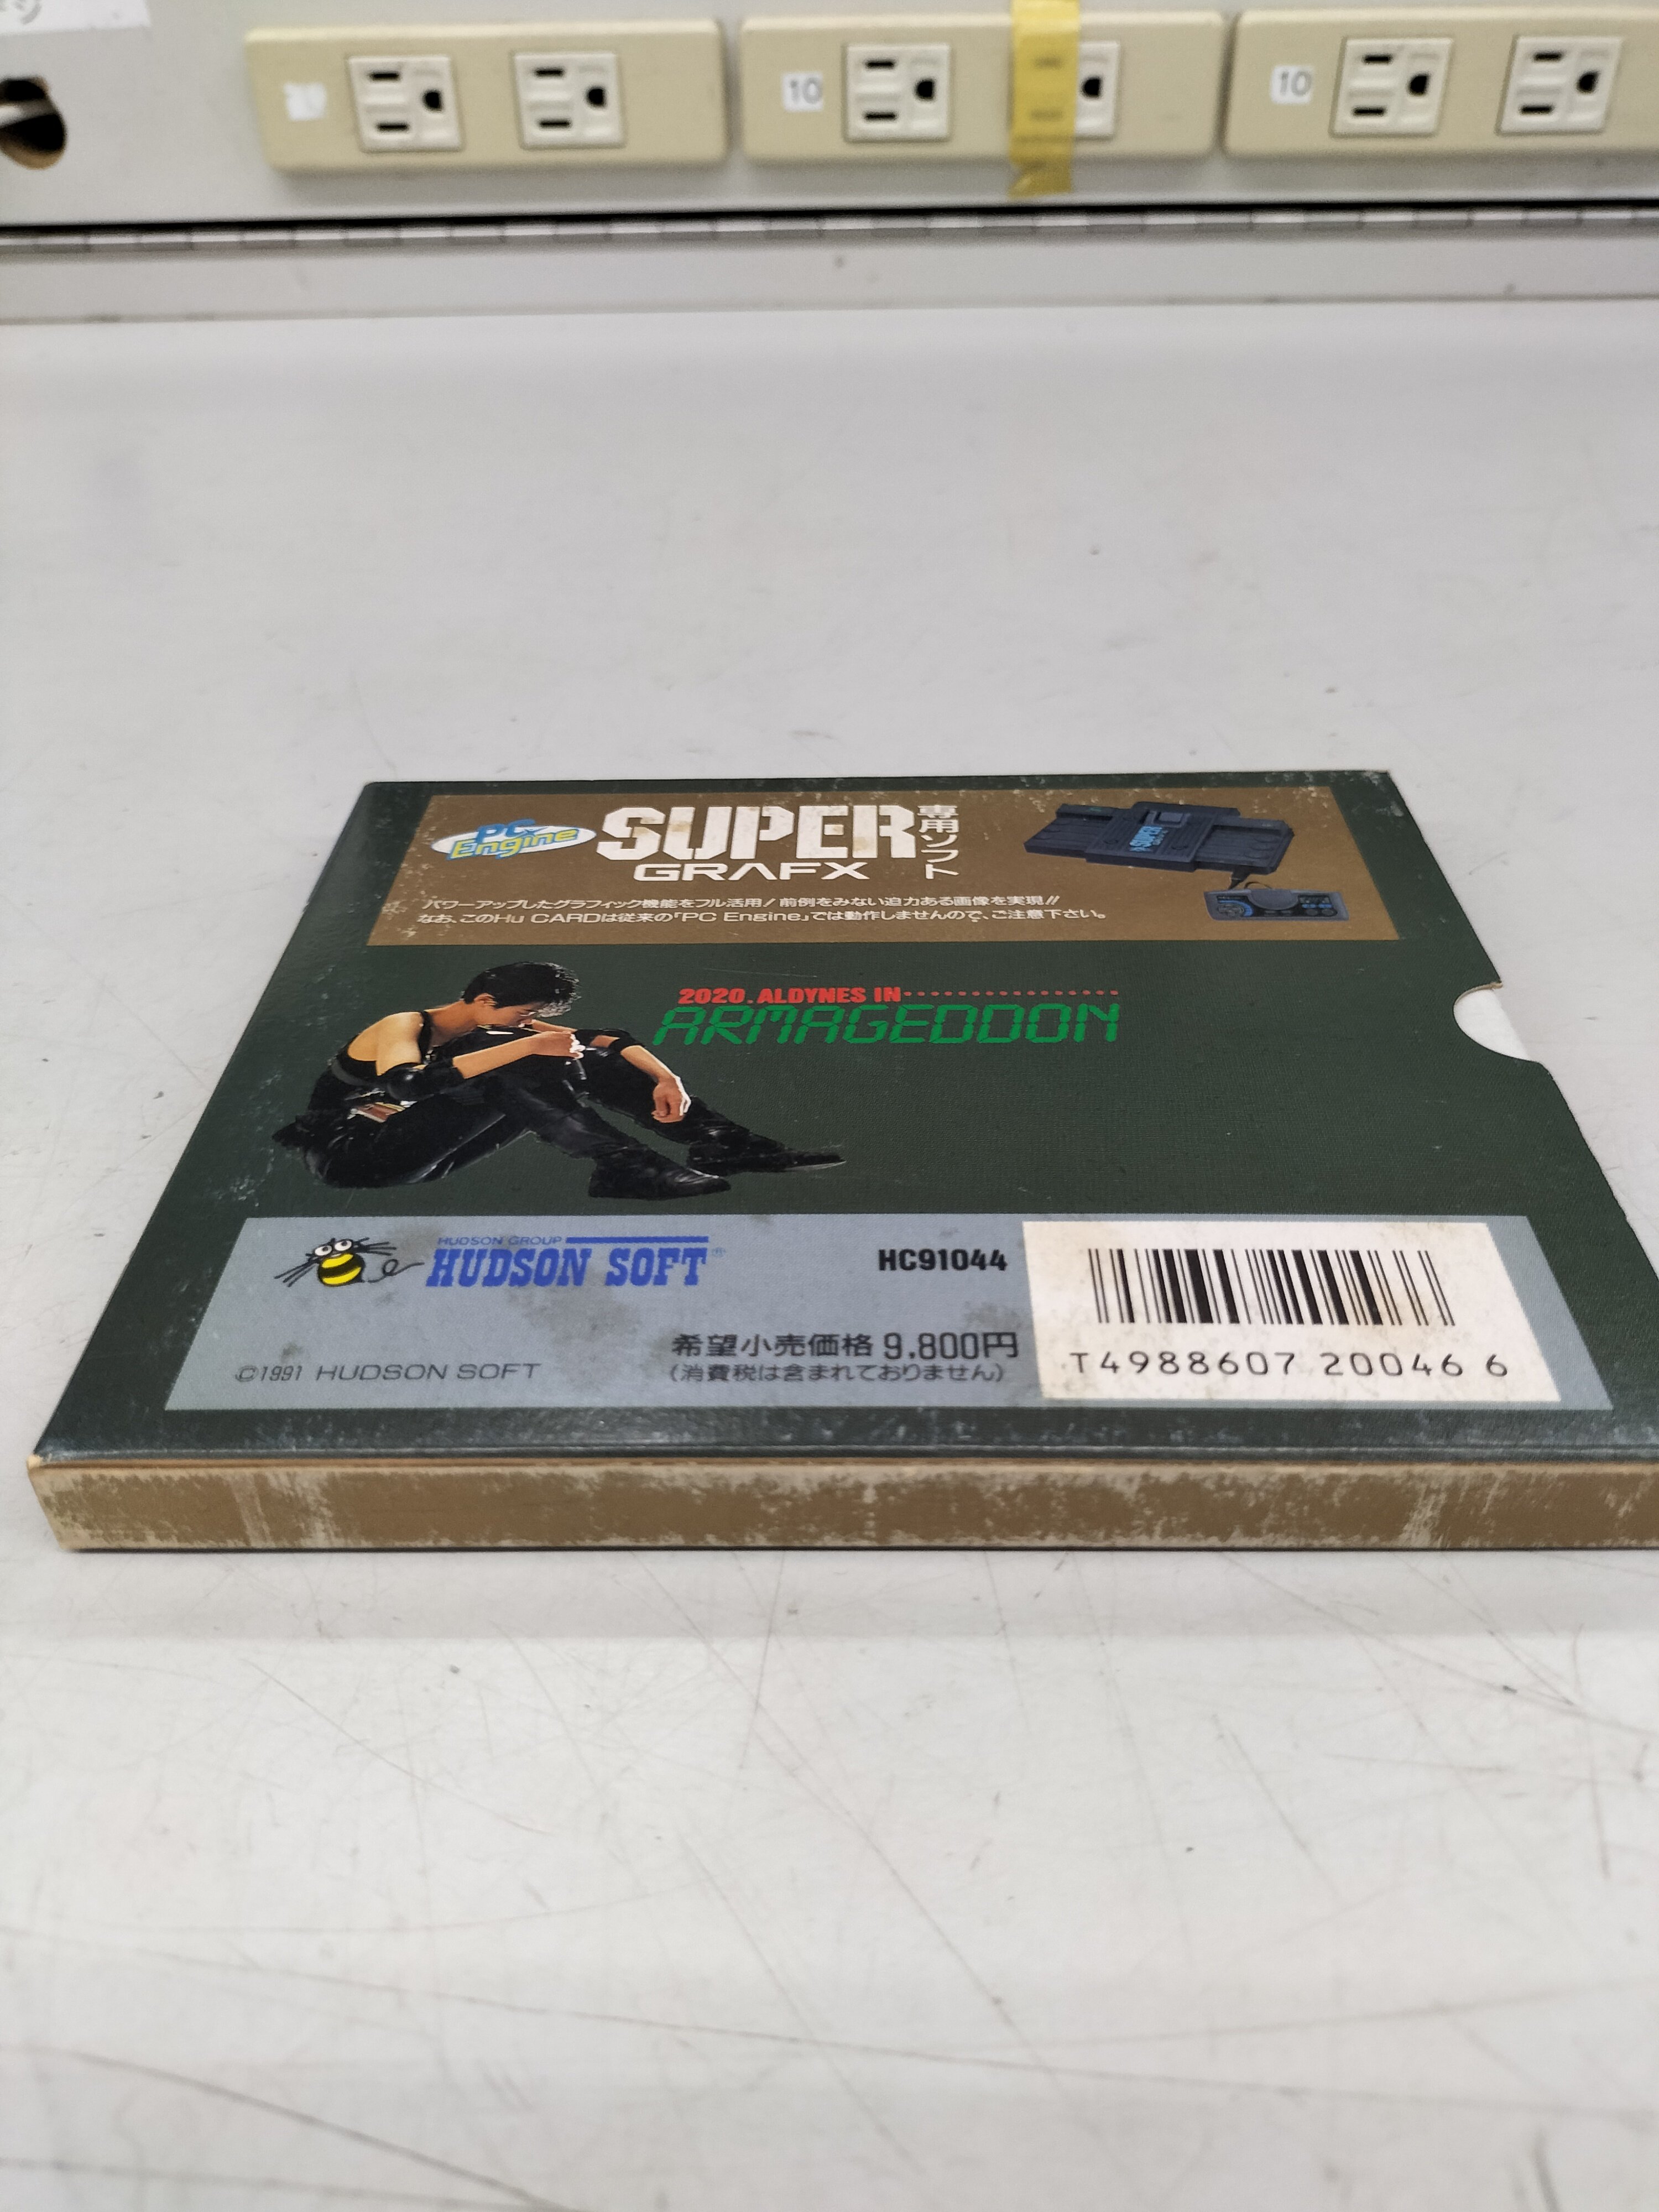 10
10
PC Engine
SUPER GRAFX
専用ソフト
SUPER
パワーアップしたグラフィック機能をフル活用!前例をみない迫力ある画像を実現!!
なお、このHu CARDは従来の「PC Engine」では動作しませんので、ご注意下さい。
2020.ALDYNES IN
ARMAGEDDON
HUDSON GROUP
HUDSON SOFT®
HC91044
希望小売価格 9,800円
(消費税は含まれておりません)
©1991 HUDSON SOFT
T4988607 20046 6